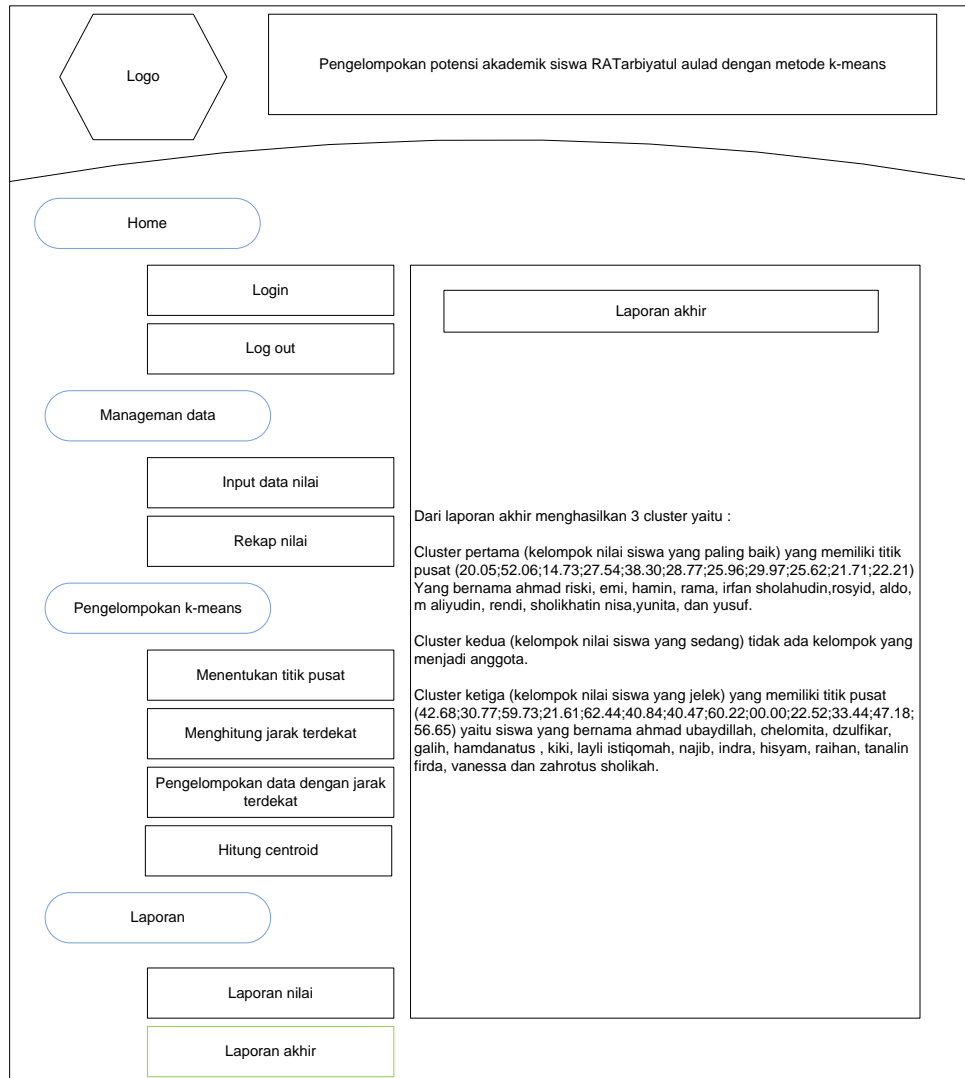 Logo
Pengelompokan potensi akademik siswa RATarbiyatul aulad dengan metode k-means
Home
Login
Log out
Manageman data
Input data nilai
Rekap nilai
Pengelompokan k-means
Menentukan titik pusat
Menghitung jarak terdekat
Pengelompokan data dengan jarak
terdekat
Hitung centroid
Laporan
Laporan nilai
Laporan akhir
Laporan akhir
Dari laporan akhir menghasilkan 3 cluster yaitu :
Cluster pertama (kelompok nilai siswa yang paling baik) yang memiliki titik
pusat (20.05;52.06;14.73;27.54;38.30;28.77;25.96;29.97;25.62;21.71;22.21)
Yang bernama ahmad riski, emi, hamin, rama, irfan sholahudin,rosyid, aldo,
m aliyudin, rendi, sholikhatin nisa,yunita, dan yusuf.
Cluster kedua (kelompok nilai siswa yang sedang) tidak ada kelompok yang
menjadi anggota.
Cluster ketiga (kelompok nilai siswa yang jelek) yang memiliki titik pusat
(42.68;30.77;59.73;21.61;62.44;40.84;40.47;60.22;00.00;22.52;33.44;47.18;
56.65) yaitu siswa yang bernama ahmad ubaydillah, chelomita, dzulfikar,
galih, hamdanatus , kiki, layli istiqomah, najib, indra, hisyam, raihan, tanalin
firda, vanessa dan zahrotus sholikah.